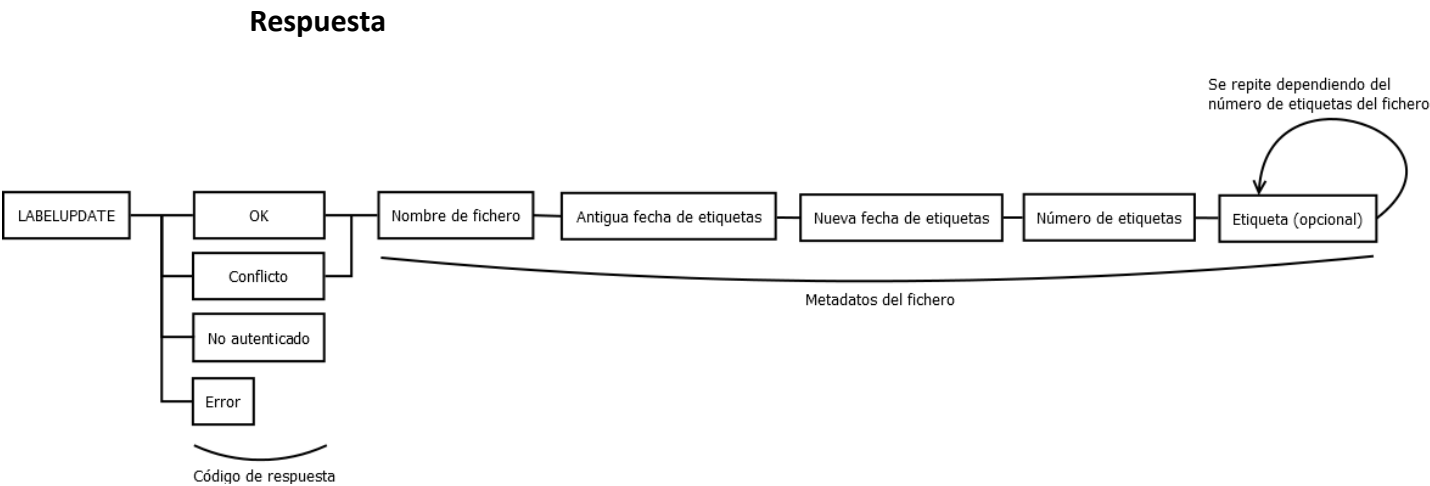 Respuesta
Se repite dependiendo del
número de etiquetas del fichero
LABELUPDATE
OK
Nombre de fichero
Antigua fecha de etiquetas
Nueva fecha de etiquetas
Número de etiquetas
Etiqueta (opcional)
Conflicto
Metadatos del fichero
No autenticado
Error
Código de respuesta